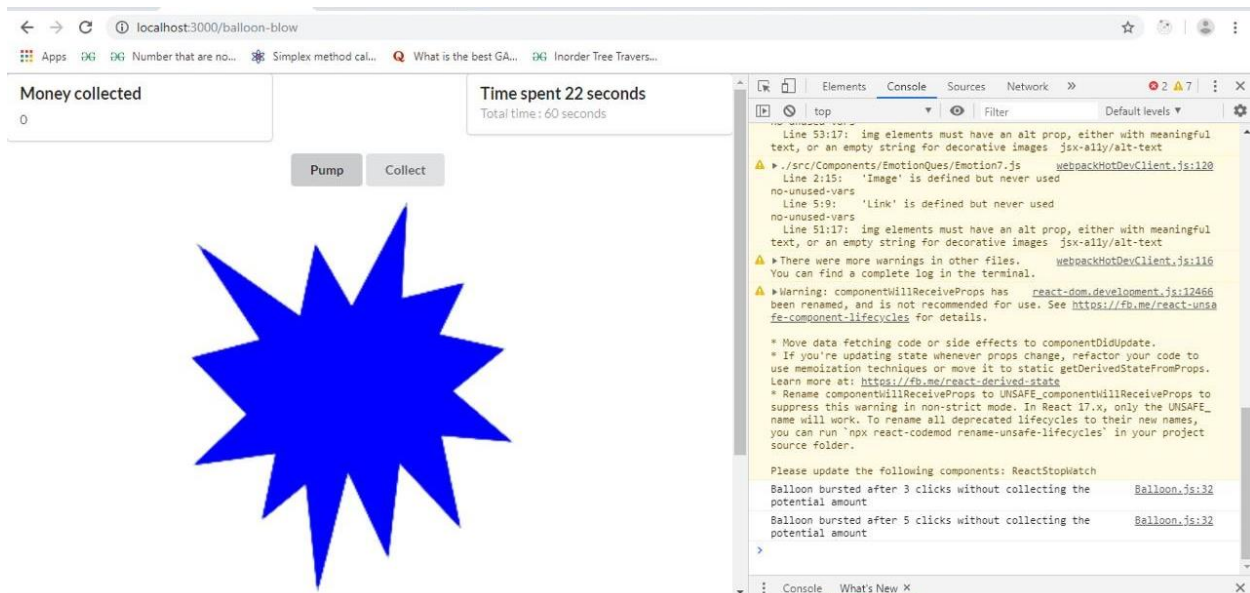 localhost:3000/balloon-blow
Apps
Number that are no...
Simplex method cal...
What is the best GA...
Inorder Tree Travers...
Money collected
0
Time spent 22 seconds
Total time : 60 seconds
Pump
Collect
Elements
Console
Sources
Network
2
7
top
Filter
Default levels
no-unused-vars
Line 53:17: img elements must have an alt prop, either with meaningful
text, or an empty string for decorative images jsx-a11y/alt-text
./src/Components/EmotionQues/Emotion7.js webpackHotDevClient.js:120
Line 2:15: 'Image' is defined but never used
no-unused-vars
Line 5:9: 'Link' is defined but never used
no-unused-vars
Line 51:17: img elements must have an alt prop, either with meaningful
text, or an empty string for decorative images jsx-a11y/alt-text
There were more warnings in other files. webpackHotDevClient.js:116
You can find a complete log in the terminal.
Warning: componentWillReceiveProps has react-dom.development.js:12466
been renamed, and is not recommended for use. See https://fb.me/react-unsa
fe-component-lifecycles for details.
* Move data fetching code or side effects to componentDidUpdate.
* If you're updating state whenever props change, refactor your code to
use memoization techniques or move it to static getDerivedStateFromProps.
Learn more at: https://fb.me/react-derived-state
* Rename componentWillReceiveProps to UNSAFE_componentWillReceiveProps to
suppress this warning in non-strict mode. In React 17.x, only the UNSAFE_
name will work. To rename all deprecated lifecycles to their new names,
you can run `npx react-codemod rename-unsafe-lifecycles` in your project
source folder.
Please update the following components: ReactStopWatch
Balloon bursted after 3 clicks without collecting the Balloon.js:32
potential amount
Balloon bursted after 5 clicks without collecting the Balloon.js:32
potential amount
Console
What's New